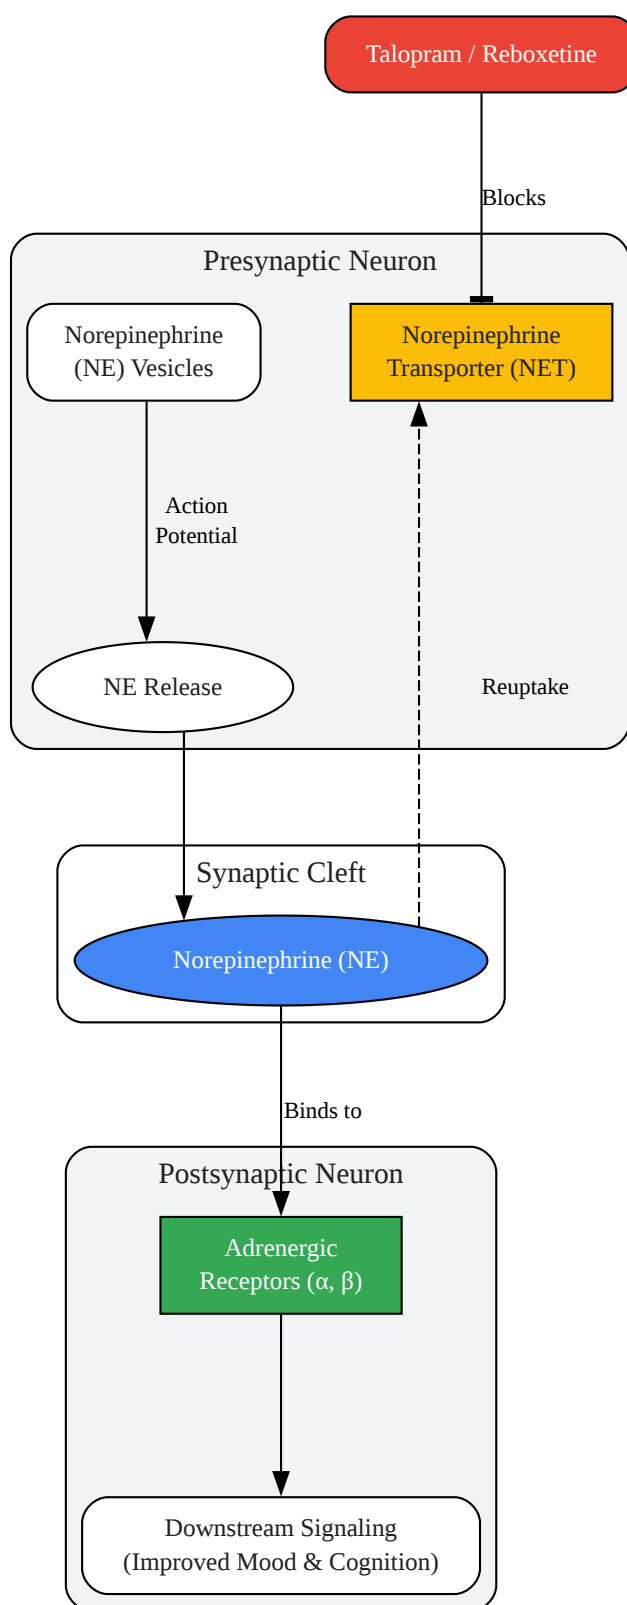 Talopram / Reboxetine
Blocks
Presynaptic Neuron
Norepinephrine
(NE) Vesicles
Norepinephrine
Transporter (NET)
Action
Potential
NE Release
Reuptake
Synaptic Cleft
Norepinephrine (NE)
Binds to
Postsynaptic Neuron
Adrenergic
Receptors (α, β)
Downstream Signaling
(Improved Mood & Cognition)